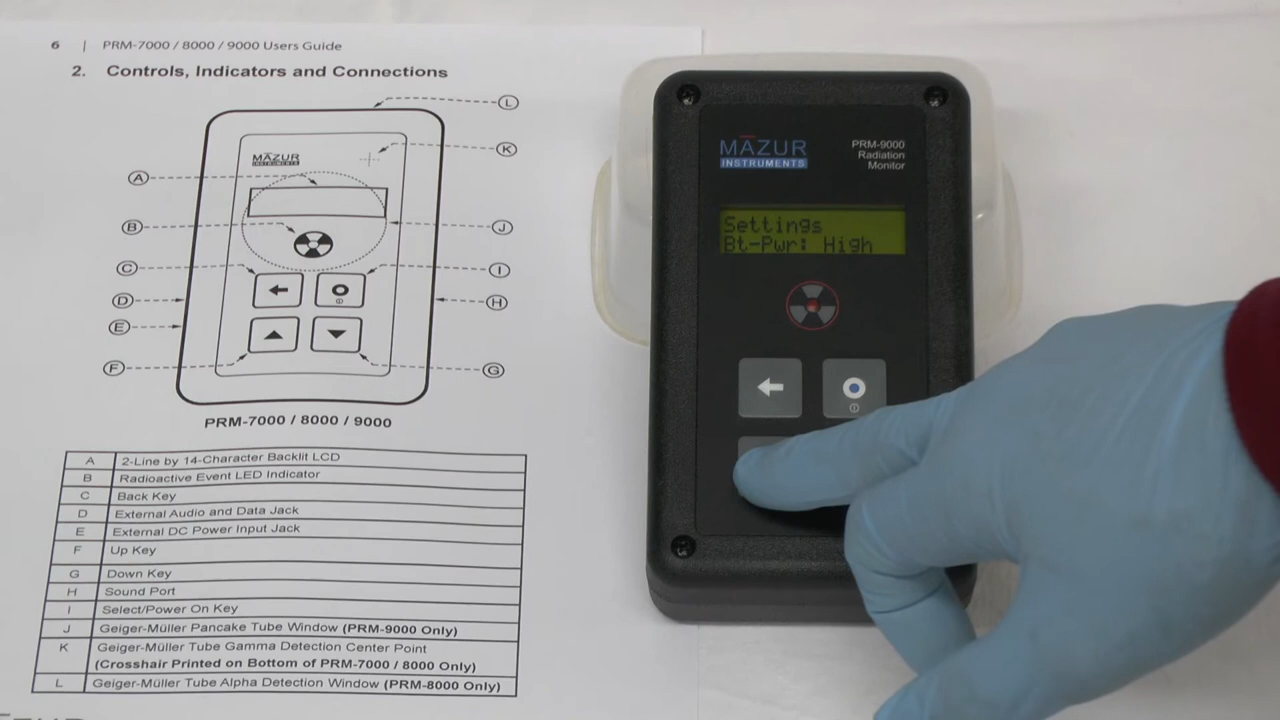 6 | PRM-7000 / 8000 / 9000 Users Guide
2. Controls, Indicators and Connections
L
K
MAZUR
INSTRUMENTS
A
B
J
C
I
D
H
E
F
G
PRM-7000 / 8000 / 9000
A 2-Line by 14-Character Backlit LCD
B Radioactive Event LED Indicator
C Back Key
D External Audio and Data Jack
E External DC Power Input Jack
F Up Key
G Down Key
H Sound Port
I Select/Power On Key
J Geiger-Müller Pancake Tube Window (PRM-9000 Only)
K Geiger-Müller Tube Gamma Detection Center Point
(Crosshair Printed on Bottom of PRM-7000 / 8000 Only)
L Geiger-Müller Tube Alpha Detection Window (PRM-8000 Only)
MĀZUR
INSTRUMENTS
PRM-9000
Radiation
Monitor
Settings
Bt-Pwr: High